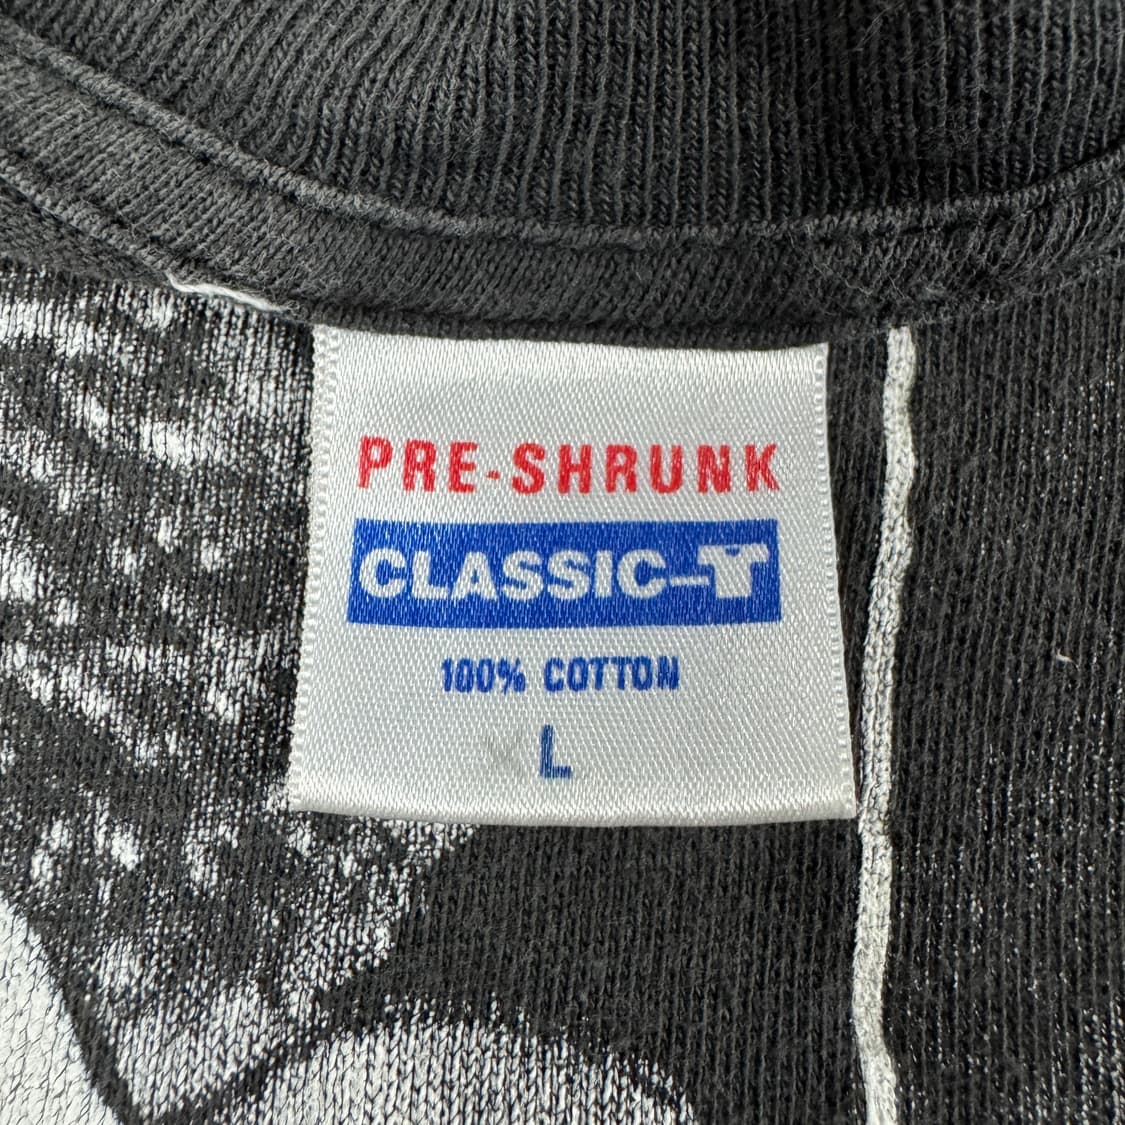 PRE-SHRUNK
CLASSIC-T
100% COTTON
L